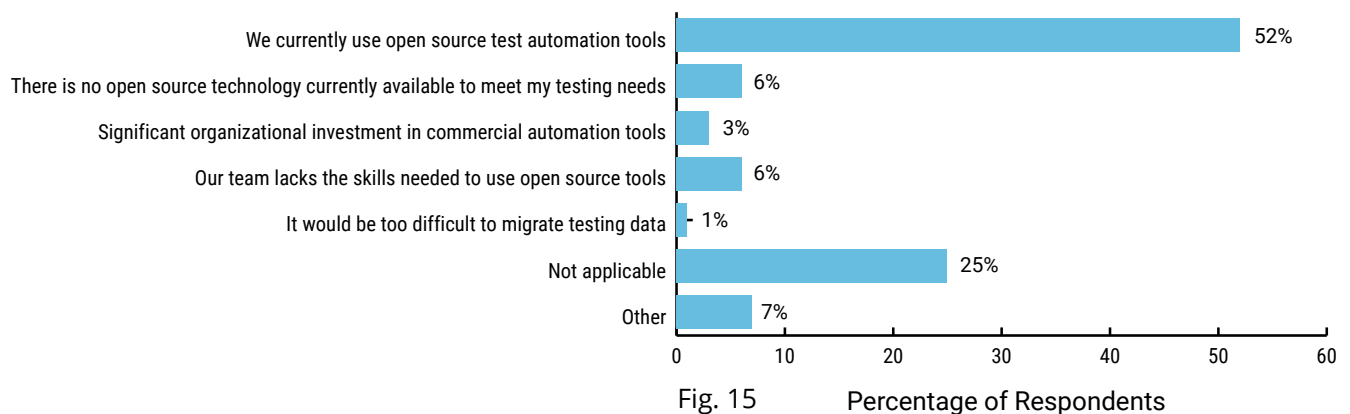 We currently use open source test automation tools 52%
There is no open source technology currently available to meet my testing needs 6%
Significant organizational investment in commercial automation tools 3%
Our team lacks the skills needed to use open source tools 6%
It would be too difficult to migrate testing data 1%
Not applicable 25%
Other 7%
0 10 20 30 40 50 60
Fig. 15 Percentage of Respondents